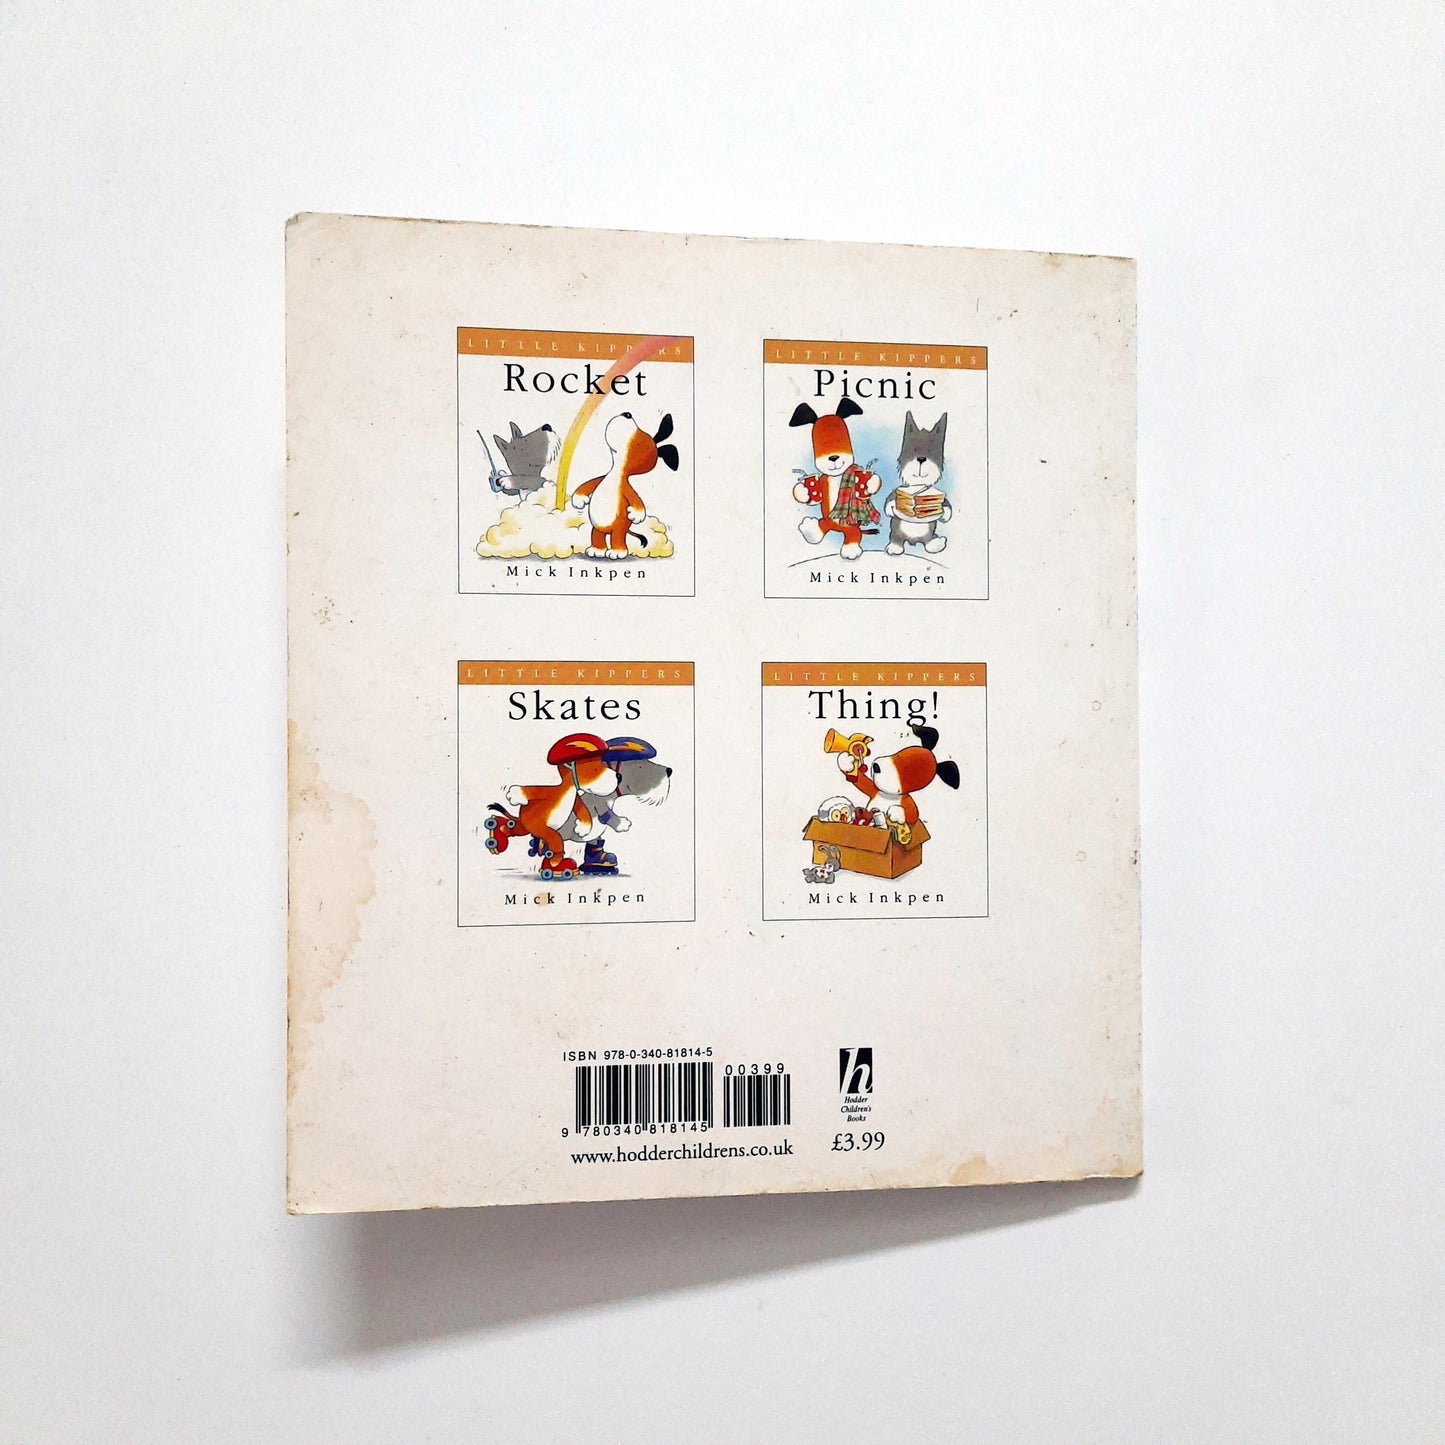 LITTLE KIPPERS
Rocket
Mick Inkpen
LITTLE KIPPERS
Picnic
Mick Inkpen
LITTLE KIPPERS
Skates
Mick Inkpen
LITTLE KIPPERS
Thing!
Mick Inkpen
ISBN 978-0-340-81814-5
00399
9 780340 818145
www.hodderchildrens.co.uk
h
Hodder
Children's
Books
£3.99